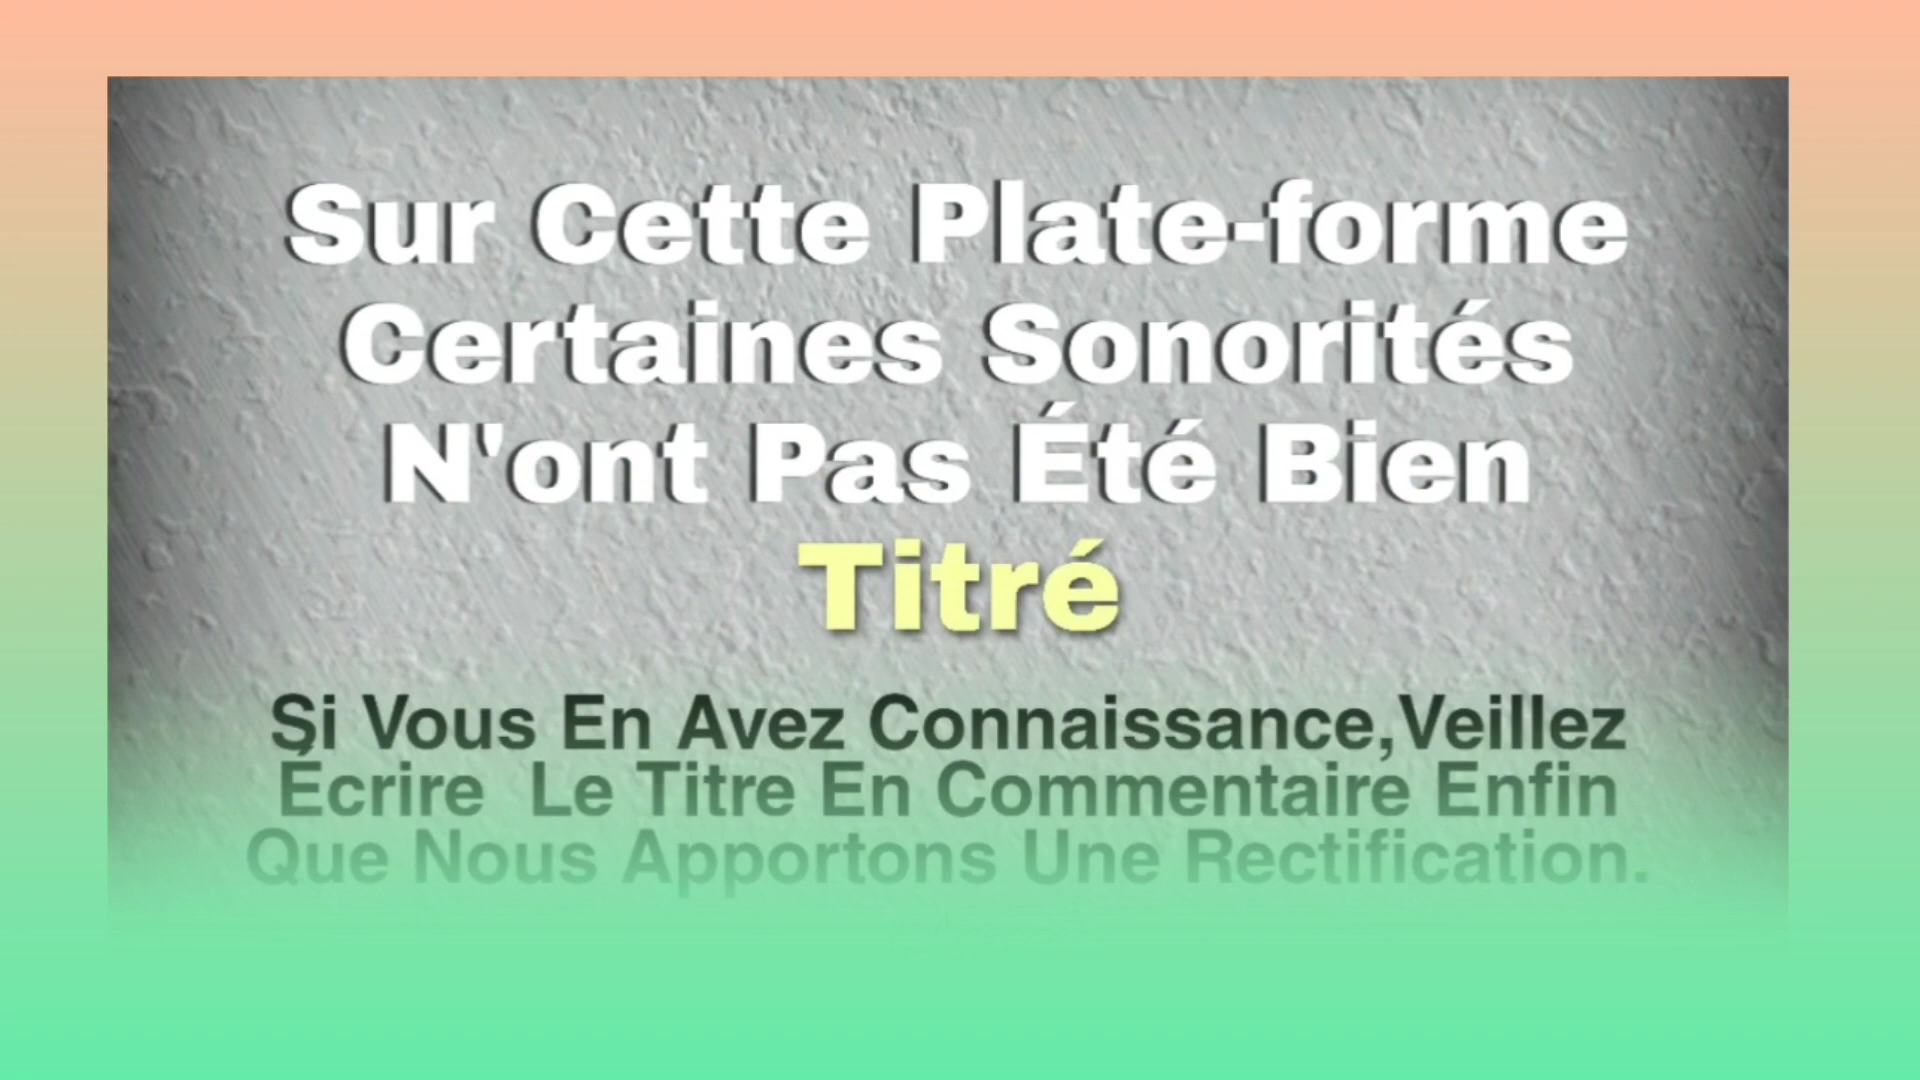 Sur Cette Plate-forme
Certaines Sonorités
N'ont Pas Été Bien
Titré
Si Vous En Avez Connaissance,Veillez
Écrire  Le Titre En Commentaire Enfin
Que Nous Apportons Une Rectification.